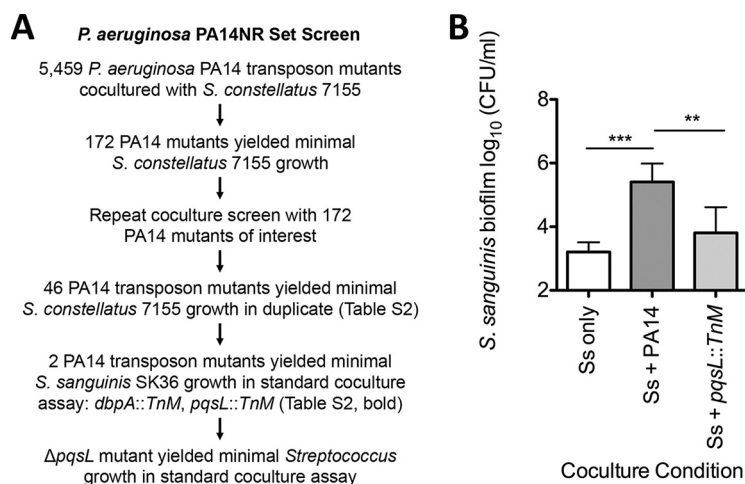 A
P. aeruginosa PA14NR Set Screen
5,459 P. aeruginosa PA14 transposon mutants
cocultured with S. constellatus 7155
172 PA14 mutants yielded minimal
S. constellatus 7155 growth
Repeat coculture screen with 172
PA14 mutants of interest
46 PA14 transposon mutants yielded minimal
S. constellatus 7155 growth in duplicate (Table S2)
2 PA14 transposon mutants yielded minimal
S. sanguinis SK36 growth in standard coculture
assay: dbpA::TnM, pqsL::TnM (Table S2, bold)
ΔpqsL mutant yielded minimal Streptococcus
growth in standard coculture assay
B
S. sanguinis biofilm log10 (CFU/ml)
8
6
4
2
***
**
Ss only
Ss + PA14
Ss + pqsL::TnM
Coculture Condition